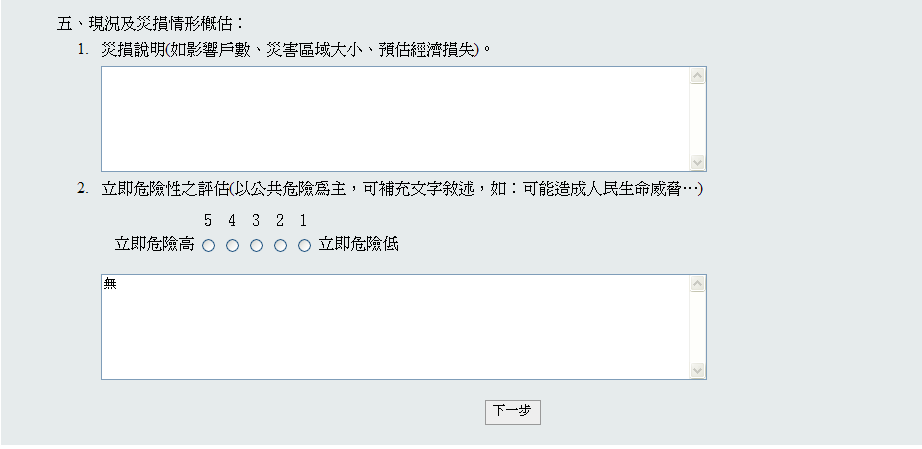 五、現況及災損情形概估：
1. 災損說明(如影響戶數、災害區域大小、預估經濟損失)。
2. 立即危險性之評估(以公共危險為主，可補充文字敘述，如：可能造成人民生命威脅…)
5 4 3 2 1
立即危險高 立即危險低
無
下一步